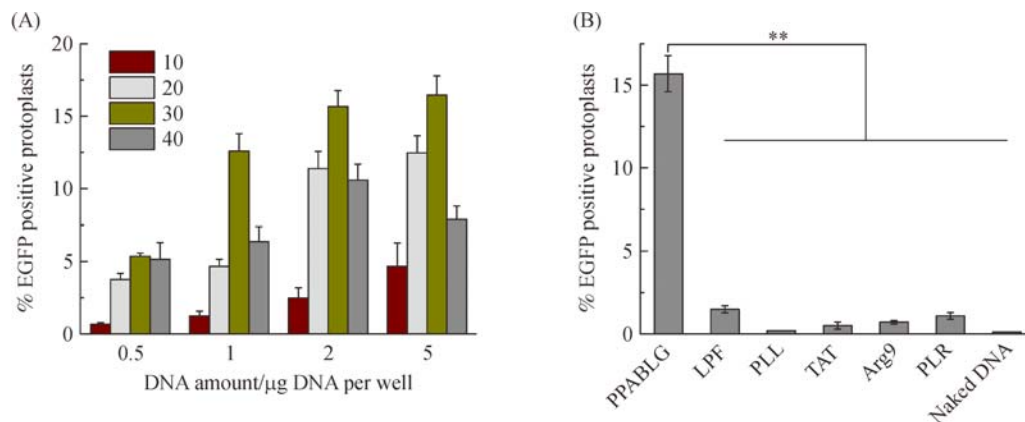 (A)
% EGFP positive protoplasts
20
15
10
5
0
10
20
30
40
0.5 1 2 5
DNA amount/μg DNA per well
(B)
% EGFP positive protoplasts
15
10
5
0
**
PPABLG
LPF
PLL
TAT
Arg9
PLR
Naked DNA